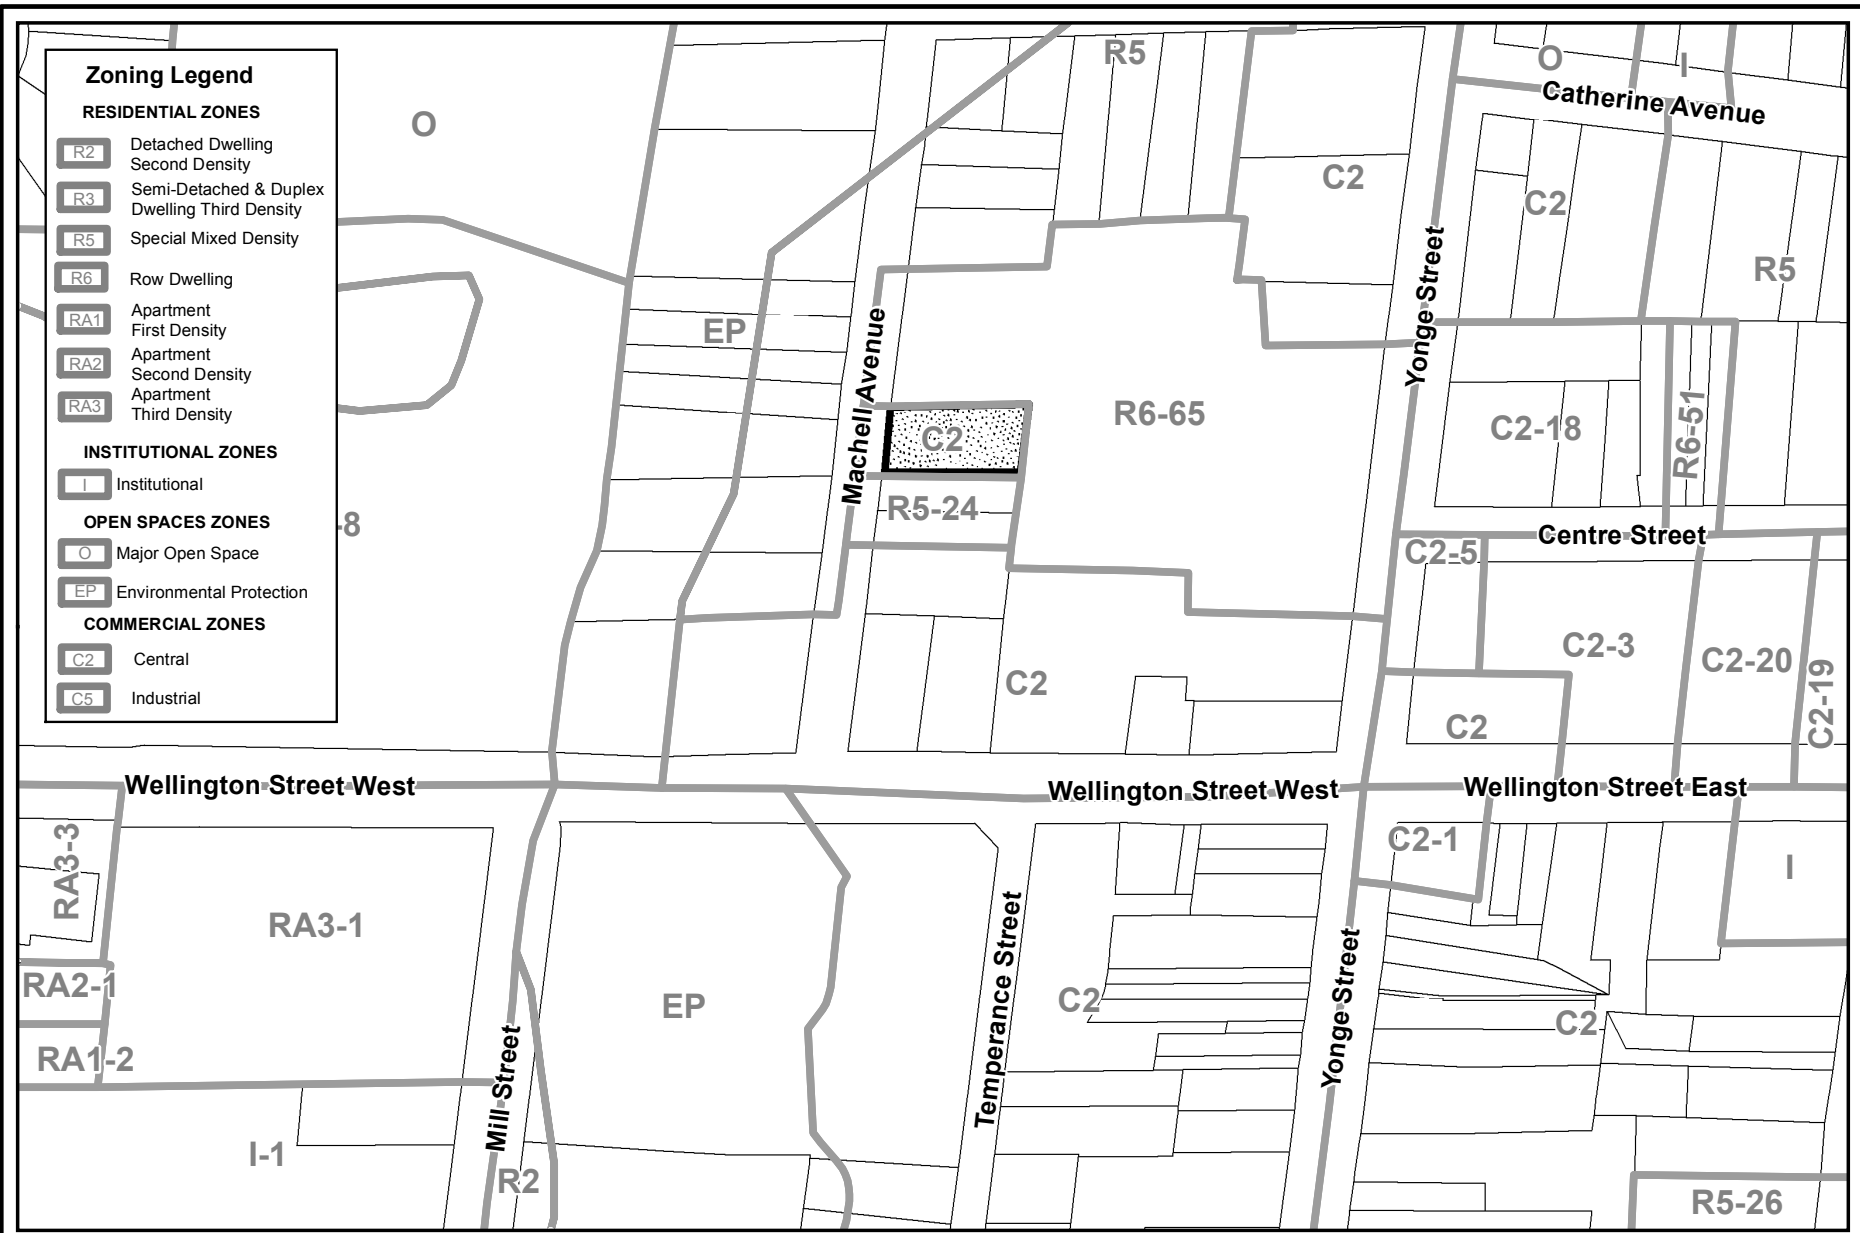 Zoning Legend
RESIDENTIAL ZONES
R2 Detached Dwelling
Second Density
R3 Semi-Detached & Duplex
Dwelling Third Density
R5 Special Mixed Density
R6 Row Dwelling
RA1 Apartment
First Density
RA2 Apartment
Second Density
RA3 Apartment
Third Density
INSTITUTIONAL ZONES
I Institutional
OPEN SPACES ZONES
O Major Open Space
EP Environmental Protection
COMMERCIAL ZONES
C2 Central
C5 Industrial
O
R5
O
I
Catherine Avenue
C2
C2
R5
EP
Machell Avenue
Yonge Street
R6-65
C2
C2-18
R6-51
R5-24
-8
Centre Street
C2-5
C2-3
C2-20
C2-19
C2
C2
Wellington Street West
Wellington Street West
Wellington Street East
RA3-3
C2-1
I
RA3-1
RA2-1
EP
Temperance Street
C2
Yonge Street
C2
RA1-2
Mill Street
I-1
R2
R5-26